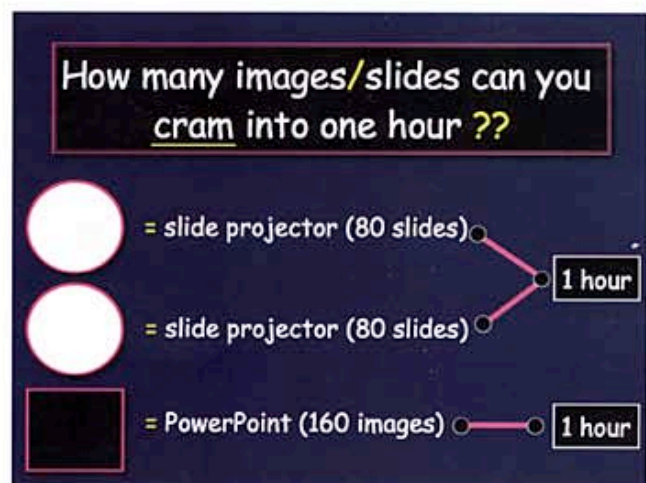 How many images/slides can you
cram into one hour ??
= slide projector (80 slides)
1 hour
= slide projector (80 slides)
= PowerPoint (160 images)
1 hour